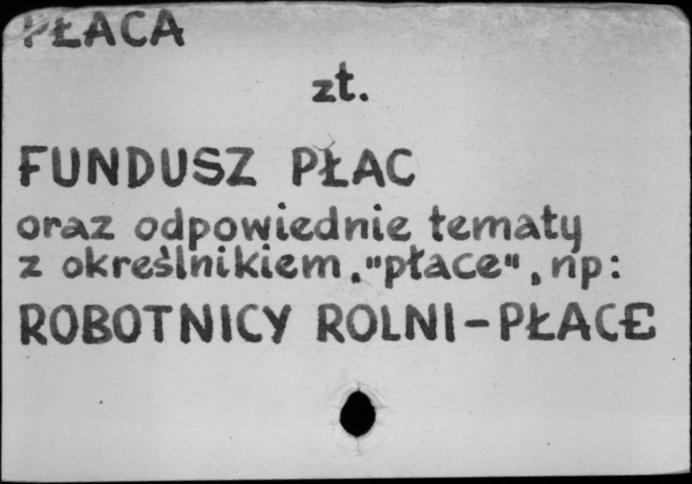 PŁACA
zt.
FUNDUSZ PŁAC
oraz odpowiednie tematy
z określnikiem "płace", np:
ROBOTNICY ROLNI-PŁACE